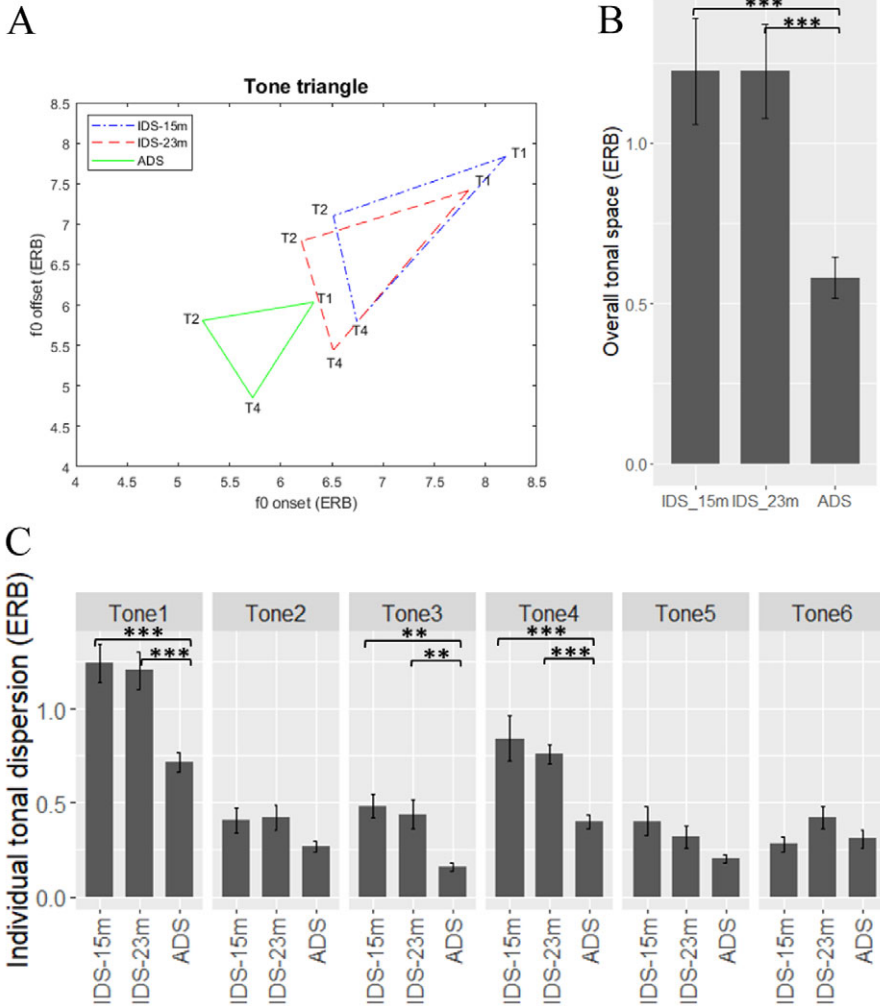 A
Tone triangle
IDS-15m
IDS-23m
ADS
8.5
8
7.5
7
6.5
6
5.5
5
4.5
4
T1
T1
T2
T2
T4
T4
T1
T2
T4
4 4.5 5 5.5 6 6.5 7 7.5 8 8.5
f0 onset (ERB)
f0 offset (ERB)
B
***
***
Overall tonal space (ERB)
1.0
0.5
0.0
IDS_15m IDS_23m ADS
C
Individual tonal dispersion (ERB)
Tone1 Tone2 Tone3 Tone4 Tone5 Tone6
*** ** ***
*** ** ***
1.0
0.5
0.0
IDS-15m IDS-23m ADS IDS-15m IDS-23m ADS IDS-15m IDS-23m ADS IDS-15m IDS-23m ADS IDS-15m IDS-23m ADS IDS-15m IDS-23m ADS